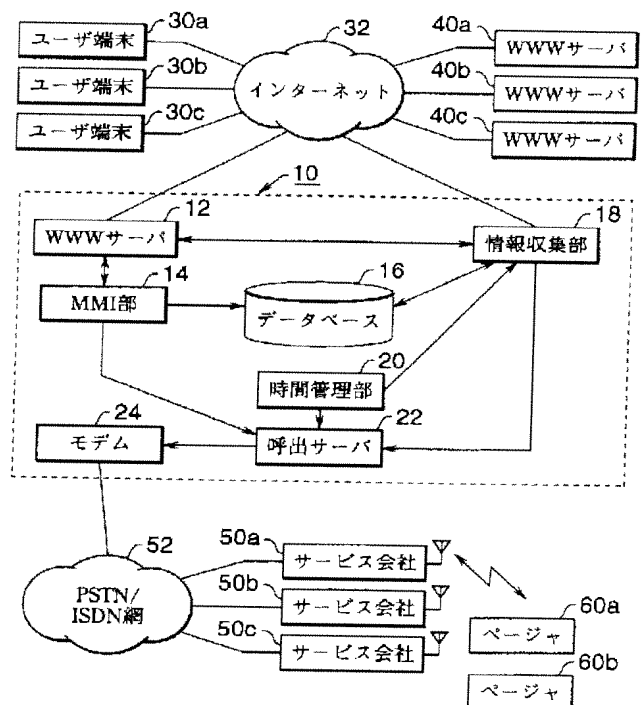 30a
ユーザ端末
30b
ユーザ端末
30c
ユーザ端末
32
インターネット
40a
WWWサーバ
40b
WWWサーバ
40c
WWWサーバ
10
12
WWWサーバ
14
MMI部
16
データベース
18
情報収集部
20
時間管理部
22
呼出サーバ
24
モデム
52
PSTN/
ISDN網
50a
サービス会社
50b
サービス会社
50c
サービス会社
60a
ページャ
60b
ページャ